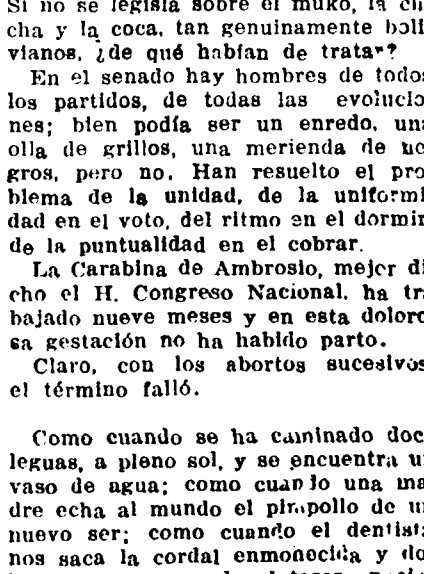 Si no se legisla sobre el muko, la chi
cha y la coca, tan genuinamente boli
vianos, ¿de qué habían de tratar?
En el senado hay hombres de todos
los partidos, de todas las evolucio
nes; bien podía ser un enredo, una
olla de grillos, una merienda de ne
gros, pero no. Han resuelto el pro
blema de la unidad, de la uniformi
dad en el voto, del ritmo en el dormir
de la puntualidad en el cobrar.
La Carabina de Ambrosio, mejor di
cho el H. Congreso Nacional, ha tra
bajado nueve meses y en esta doloro
sa gestación no ha habido parto.
Claro, con los abortos sucesivos
el término falló.
Como cuando se ha caminado doce
leguas, a pleno sol, y se encuentra un
vaso de agua; como cuando una ma
dre echa al mundo el pimpollo de un
nuevo ser; como cuando el dentista
nos saca la cordal enmohecida y do